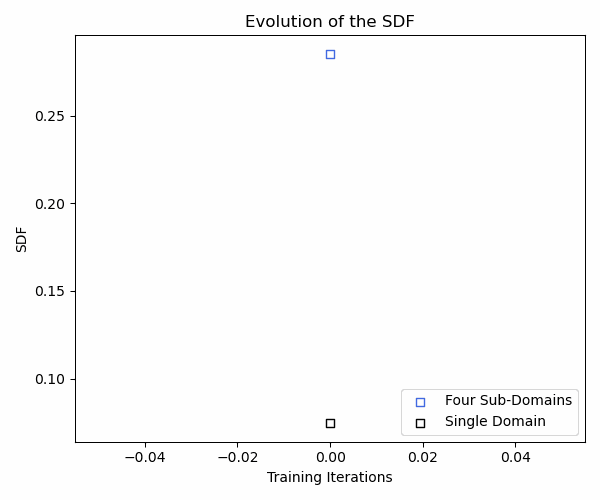 Evolution of the SDF
SDF
0.25
0.20
0.15
0.10
Four Sub-Domains
Single Domain
−0.04
−0.02
0.00
0.02
0.04
Training Iterations